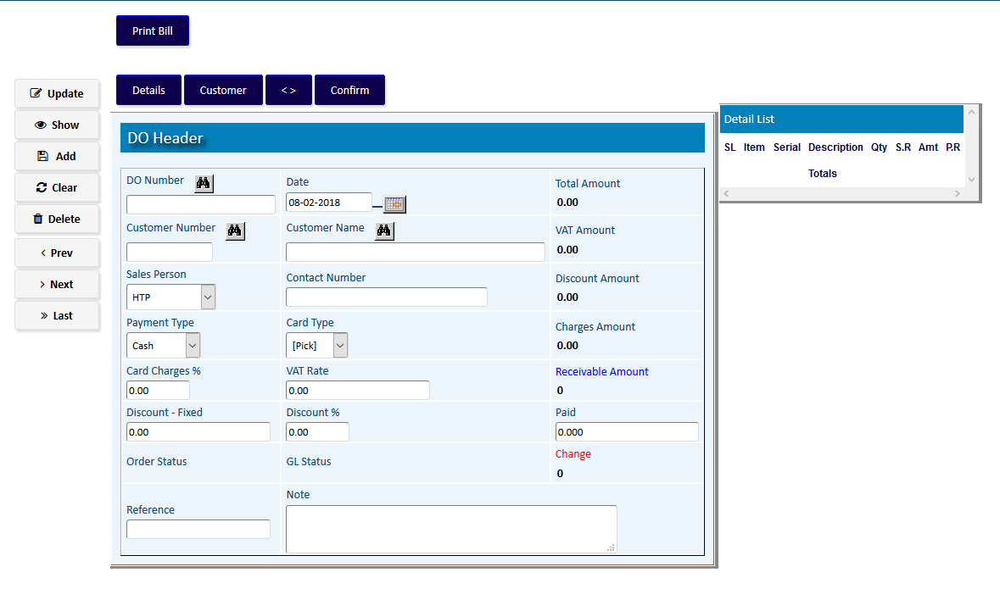 Print Bill
Details Customer < > Confirm
Update
Show
Add
Clear
Delete
< Prev
> Next
» Last
DO Header
DO Number Date Total Amount
08-02-2018 0.00
Customer Number Customer Name VAT Amount
0.00
Sales Person Contact Number Discount Amount
HTP 0.00
Payment Type Card Type Charges Amount
Cash [Pick] 0.00
Card Charges % VAT Rate Receivable Amount
0.00 0.00 0
Discount - Fixed Discount % Paid
0.00 0.00 0.000
Order Status GL Status Change
0
Reference Note
Detail List
SL Item Serial Description Qty S.R Amt P.R
Totals